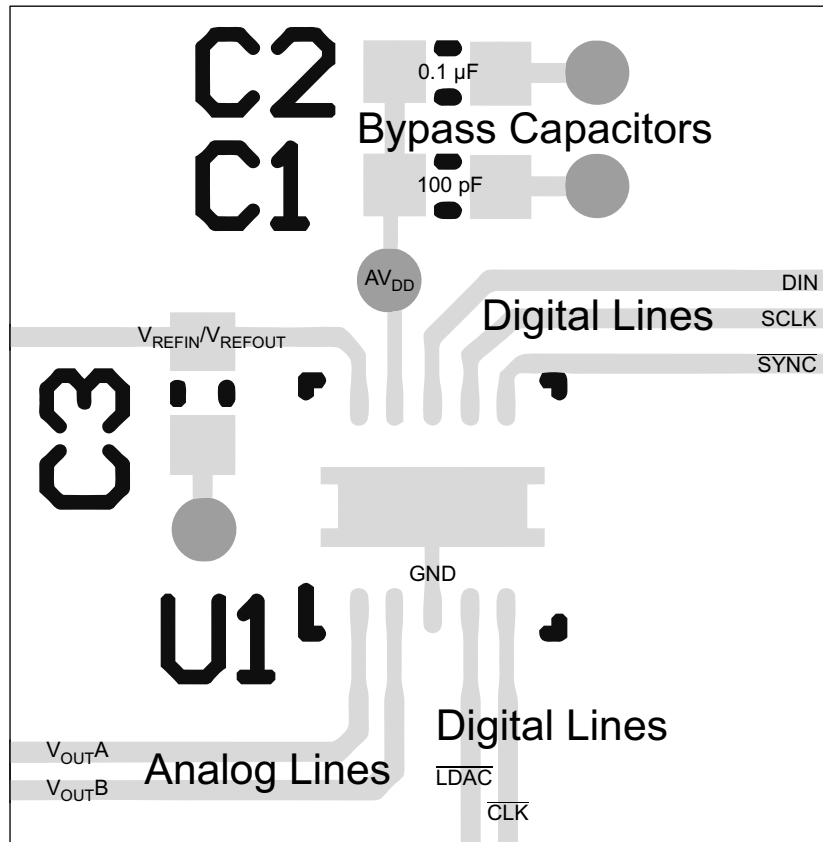 C2
0.1 µF
Bypass Capacitors
C1
100 pF
AVDD
DIN
Digital Lines
SCLK
VREFIN/VREFOUT
SYNC
C3
GND
U1
Digital Lines
VOUTA
Analog Lines
LDAC
VOUTB
CLK